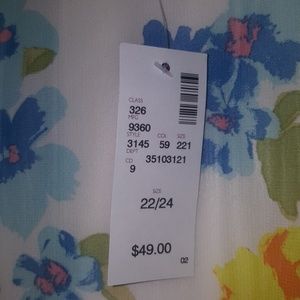 CLASS
326
MFG
9360
STYLE CCA SIZE
3145 59 221
DEPT
CD 35103121
9
SIZE
22/24
$49.00
02